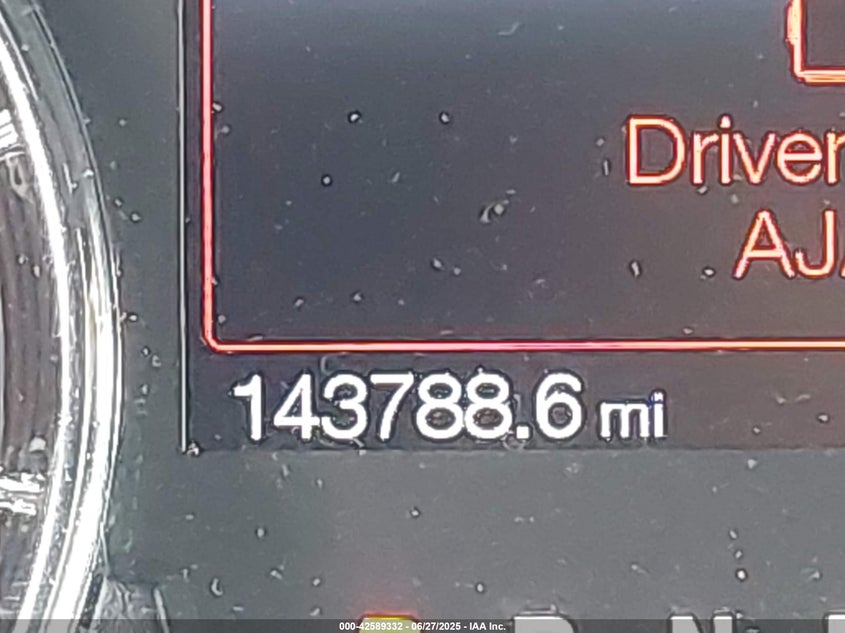 Driver
AJ
143788.6 mi
000-42589332 - 06/27/2025 - IAA Inc.